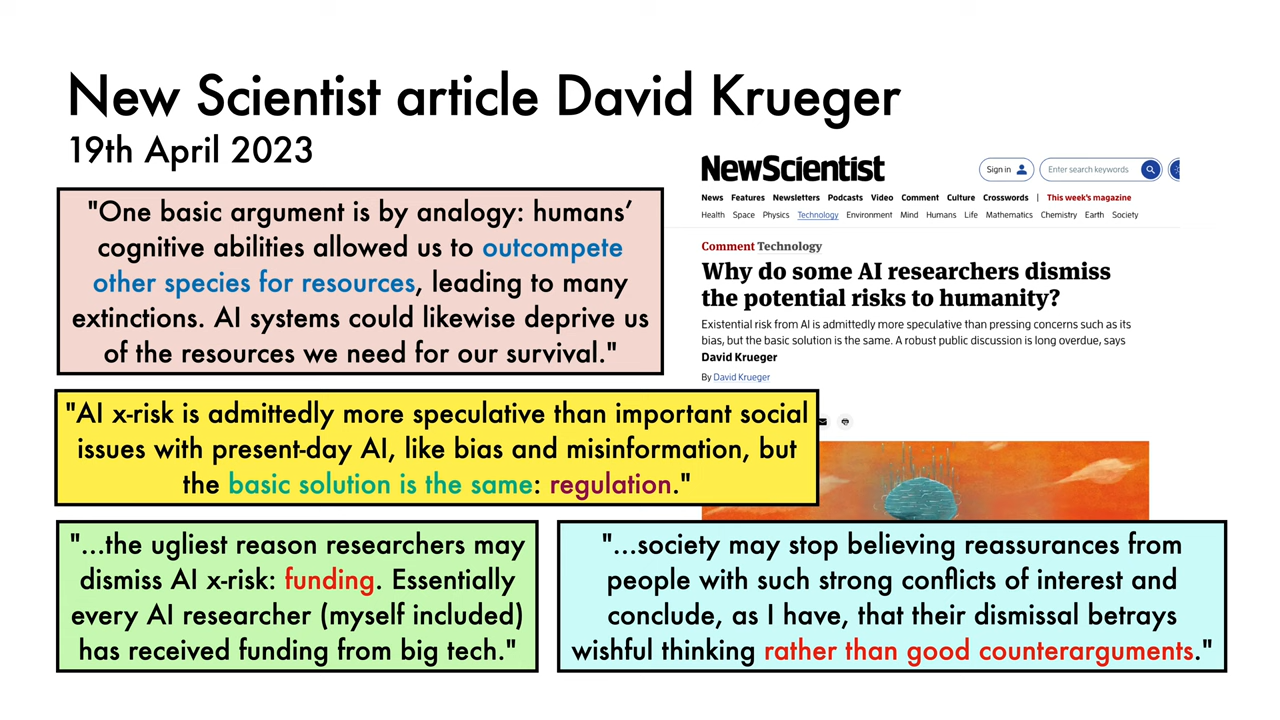 New Scientist article David Krueger
19th April 2023
"One basic argument is by analogy: humans’
cognitive abilities allowed us to outcompete
other species for resources, leading to many
extinctions. AI systems could likewise deprive us
of the resources we need for our survival."
NewScientist
Sign in
Enter search keywords
News Features Newsletters Podcasts Video Comment Culture Crosswords | This week's magazine
Health Space Physics Technology Environment Mind Humans Life Mathematics Chemistry Earth Society
Comment Technology
Why do some AI researchers dismiss
the potential risks to humanity?
Existential risk from AI is admittedly more speculative than pressing concerns such as its
bias, but the basic solution is the same. A robust public discussion is long overdue, says
David Krueger
By David Krueger
"AI x-risk is admittedly more speculative than important social
issues with present-day AI, like bias and misinformation, but
the basic solution is the same: regulation."
"...the ugliest reason researchers may
dismiss AI x-risk: funding. Essentially
every AI researcher (myself included)
has received funding from big tech."
"...society may stop believing reassurances from
people with such strong conflicts of interest and
conclude, as I have, that their dismissal betrays
wishful thinking rather than good counterarguments."